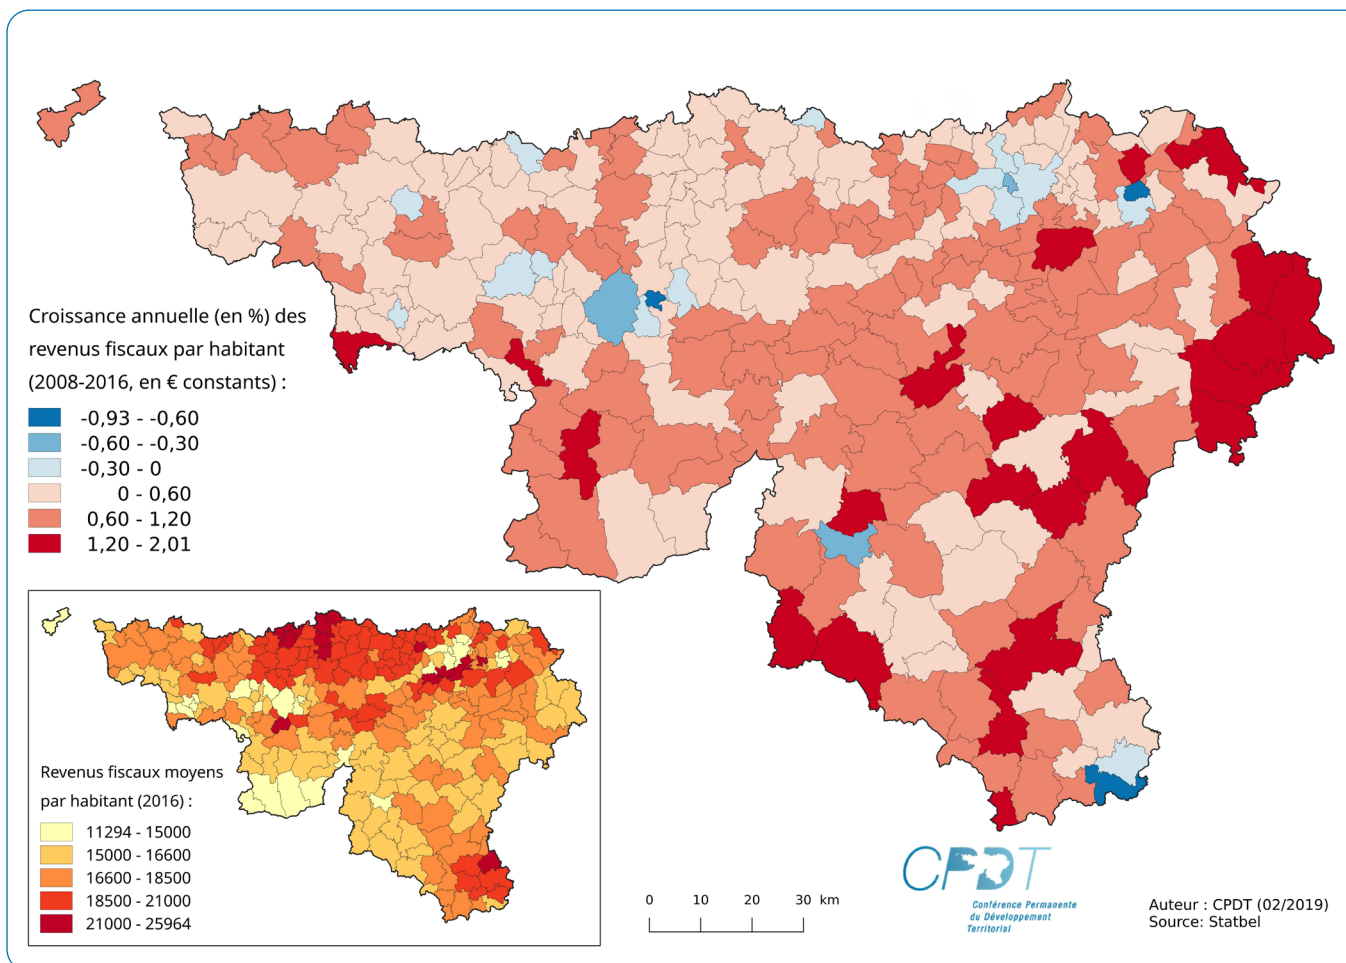 Croissance annuelle (en %) des
revenus fiscaux par habitant
(2008-2016, en € constants) :
-0,93 - -0,60
-0,60 - -0,30
-0,30 - 0
0 - 0,60
0,60 - 1,20
1,20 - 2,01
Revenus fiscaux moyens
par habitant (2016) :
11294 - 15000
15000 - 16600
16600 - 18500
18500 - 21000
21000 - 25964
0 10 20 30 km
CPDT
Conférence Permanente
du Développement
Territorial
Auteur : CPDT (02/2019)
Source: Statbel